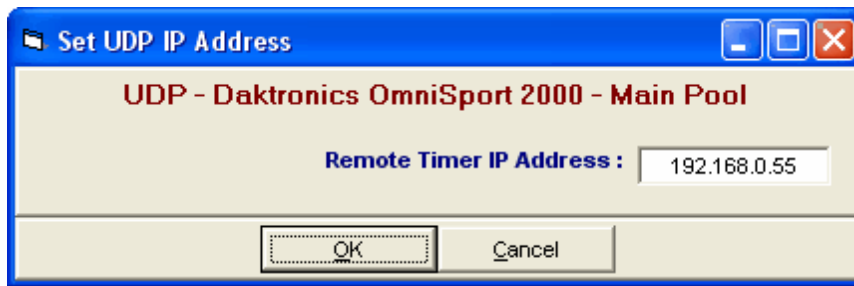 Set UDP IP Address
UDP - Daktronics OmniSport 2000 - Main Pool
Remote Timer IP Address : 192.168.0.55
OK Cancel